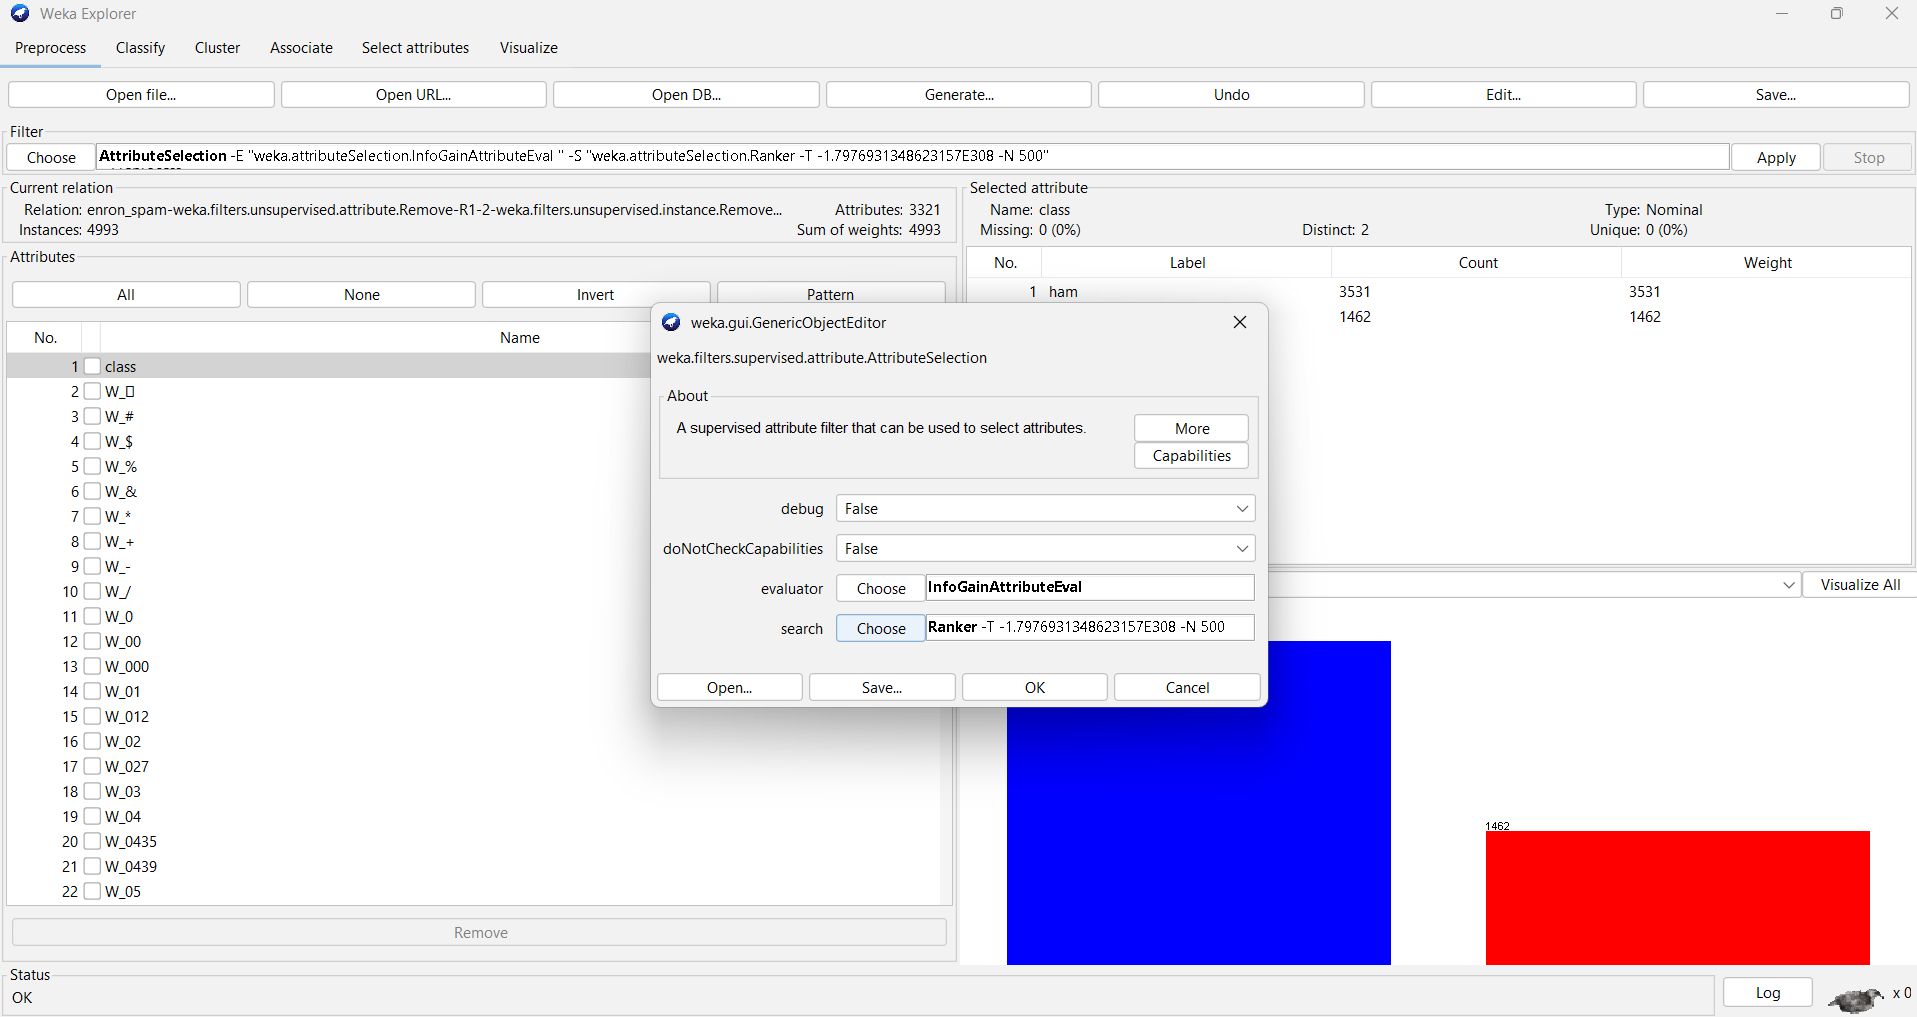 Weka Explorer
Preprocess Classify Cluster Associate Select attributes Visualize
Open file... Open URL... Open DB... Generate... Undo Edit... Save...
Filter
Choose AttributeSelection -E "weka.attributeSelection.InfoGainAttributeEval " -S "weka.attributeSelection.Ranker -T -1.7976931348623157E308 -N 500" Apply Stop
Current relation
Relation: enron_spam-weka.filters.unsupervised.attribute.Remove-R1-2-weka.filters.unsupervised.instance.Remove... Attributes: 3321
Instances: 4993 Sum of weights: 4993
Selected attribute
Name: class Type: Nominal
Missing: 0 (0%) Distinct: 2 Unique: 0 (0%)
No. Label Count Weight
1 ham 3531 3531
1462 1462
Attributes
All None Invert Pattern
No. Name
1 class
2 W_▯
3 W_#
4 W_$
5 W_%
6 W_&
7 W_*
8 W_+
9 W_-
10 W_/
11 W_0
12 W_00
13 W_000
14 W_01
15 W_012
16 W_02
17 W_027
18 W_03
19 W_04
20 W_0435
21 W_0439
22 W_05
Remove
weka.gui.GenericObjectEditor
weka.filters.supervised.attribute.AttributeSelection
About
A supervised attribute filter that can be used to select attributes.
More
Capabilities
debug False
doNotCheckCapabilities False
evaluator Choose InfoGainAttributeEval
search Choose Ranker -T -1.7976931348623157E308 -N 500
Open... Save... OK Cancel
Visualize All
1462
Status
OK
Log x 0